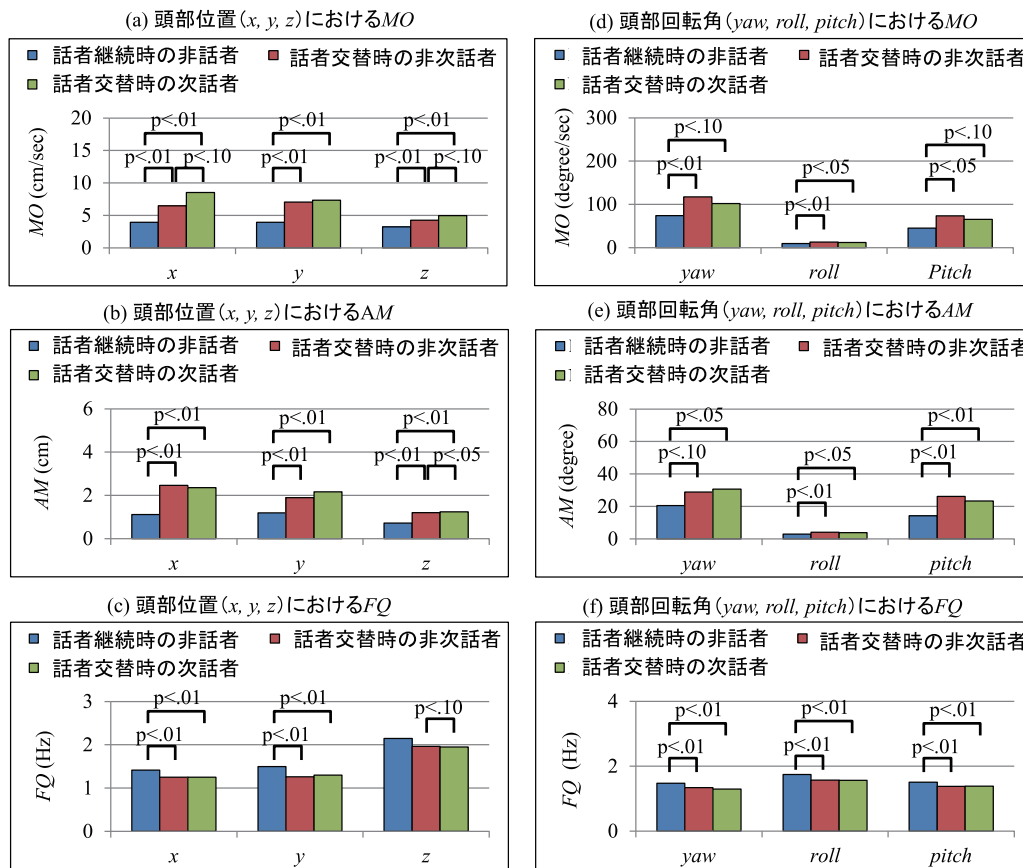 (a) 頭部位置(x, y, z)におけるMO
話者継続時の非話者 話者交替時の非次話者
話者交替時の次話者
MO (cm/sec)
20
15
10
5
0
p<.01 p<.01 p<.01
p<.01 p<.10 p<.01 p<.01 p<.10
x y z
(b) 頭部位置(x, y, z)におけるAM
話者継続時の非話者 話者交替時の非次話者
話者交替時の次話者
AM (cm)
6
4
2
0
p<.01 p<.01 p<.01
p<.01 p<.01 p<.01 p<.05
x y z
(c) 頭部位置(x, y, z)におけるFQ
話者継続時の非話者 話者交替時の非次話者
話者交替時の次話者
FQ (Hz)
3
2
1
0
p<.01 p<.01 p<.10
p<.01 p<.01
x y z
(d) 頭部回転角(yaw, roll, pitch)におけるMO
話者継続時の非話者 話者交替時の非次話者
話者交替時の次話者
MO (degree/sec)
300
200
100
0
p<.10 p<.05 p<.10
p<.01 p<.01 p<.05
yaw roll Pitch
(e) 頭部回転角(yaw, roll, pitch)におけるAM
話者継続時の非話者 話者交替時の非次話者
話者交替時の次話者
AM (degree)
80
60
40
20
0
p<.05 p<.05 p<.01
p<.10 p<.01 p<.01
yaw roll pitch
(f) 頭部回転角(yaw, roll, pitch)におけるFQ
話者継続時の非話者 話者交替時の非次話者
話者交替時の次話者
FQ (Hz)
4
2
0
p<.01 p<.01 p<.01
p<.01 p<.01 p<.01
yaw roll pitch